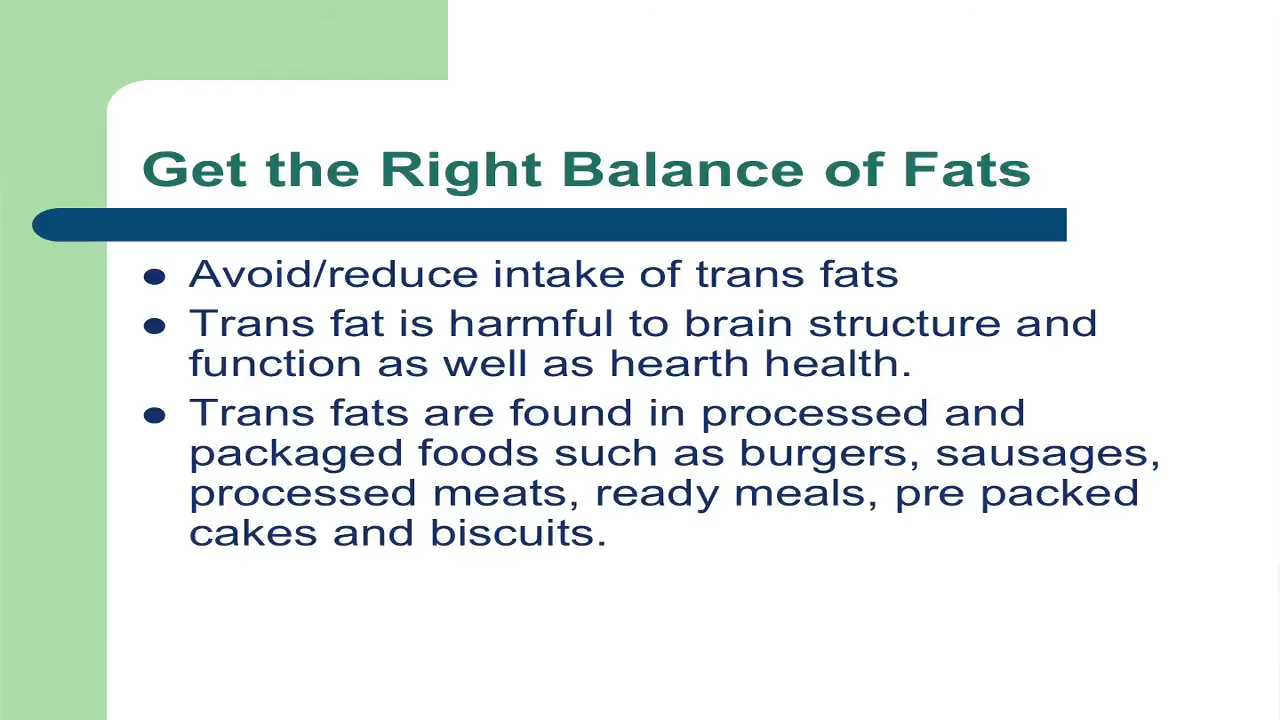 Get the Right Balance of Fats
● Avoid/reduce intake of trans fats
● Trans fat is harmful to brain structure and
function as well as hearth health.
● Trans fats are found in processed and
packaged foods such as burgers, sausages,
processed meats, ready meals, pre packed
cakes and biscuits.